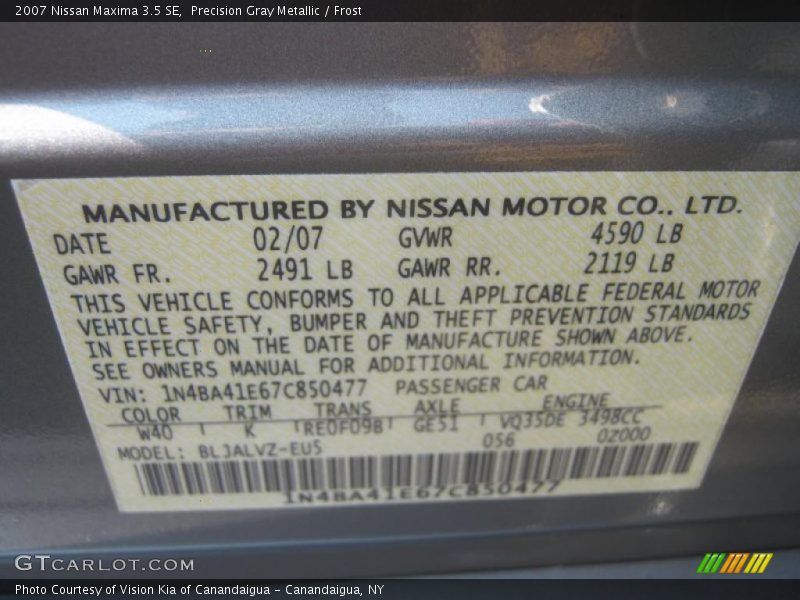 2007 Nissan Maxima 3.5 SE, Precision Gray Metallic / Frost
MANUFACTURED BY NISSAN MOTOR CO., LTD.
DATE 02/07 GVWR 4590 LB
GAWR FR. 2491 LB GAWR RR. 2119 LB
THIS VEHICLE CONFORMS TO ALL APPLICABLE FEDERAL MOTOR
VEHICLE SAFETY, BUMPER AND THEFT PREVENTION STANDARDS
IN EFFECT ON THE DATE OF MANUFACTURE SHOWN ABOVE.
SEE OWNERS MANUAL FOR ADDITIONAL INFORMATION.
VIN: 1N4BA41E67C850477 PASSENGER CAR
COLOR TRIM TRANS AXLE ENGINE
W40 K RE0F09B GE51 VQ35DE 3498CC
MODEL: BLJALVZ-EUS 056 0Z000
1N4BA41E67C850477
GTCARLOT.COM
Photo Courtesy of Vision Kia of Canandaigua - Canandaigua, NY